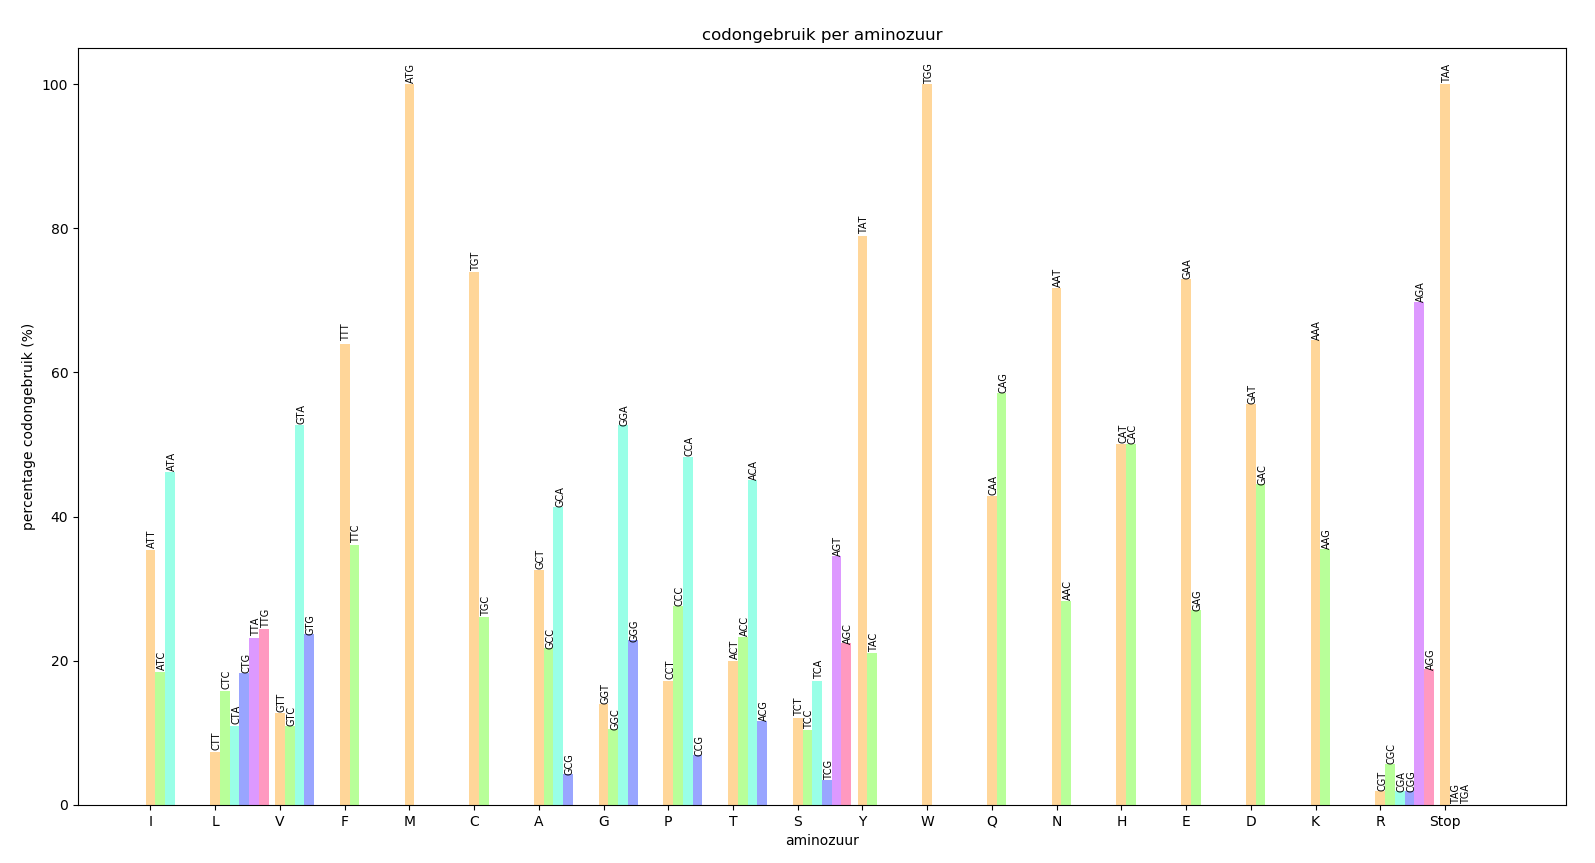 codongebruik per aminozuur
percentage codongebruik (%)
100
80
60
40
20
0
ATT
ATC
ATA
CTT
CTC
CTA
CTG
TTA
TTG
GTT
GTC
GTA
GTG
TTT
TTC
ATG
TGT
TGC
GCT
GCC
GCA
GCG
GGT
GGC
GGA
GGG
CCT
CCC
CCA
CCG
ACT
ACC
ACA
ACG
TCT
TCC
TCA
TCG
AGT
AGC
TAT
TAC
TGG
CAA
CAG
AAT
AAC
CAT
CAC
GAA
GAG
GAT
GAC
AAA
AAG
CGT
CGC
CGA
CGG
AGA
AGG
TAA
TAG
TGA
I L V F M C A G P T S Y W Q N H E D K R Stop
aminozuur